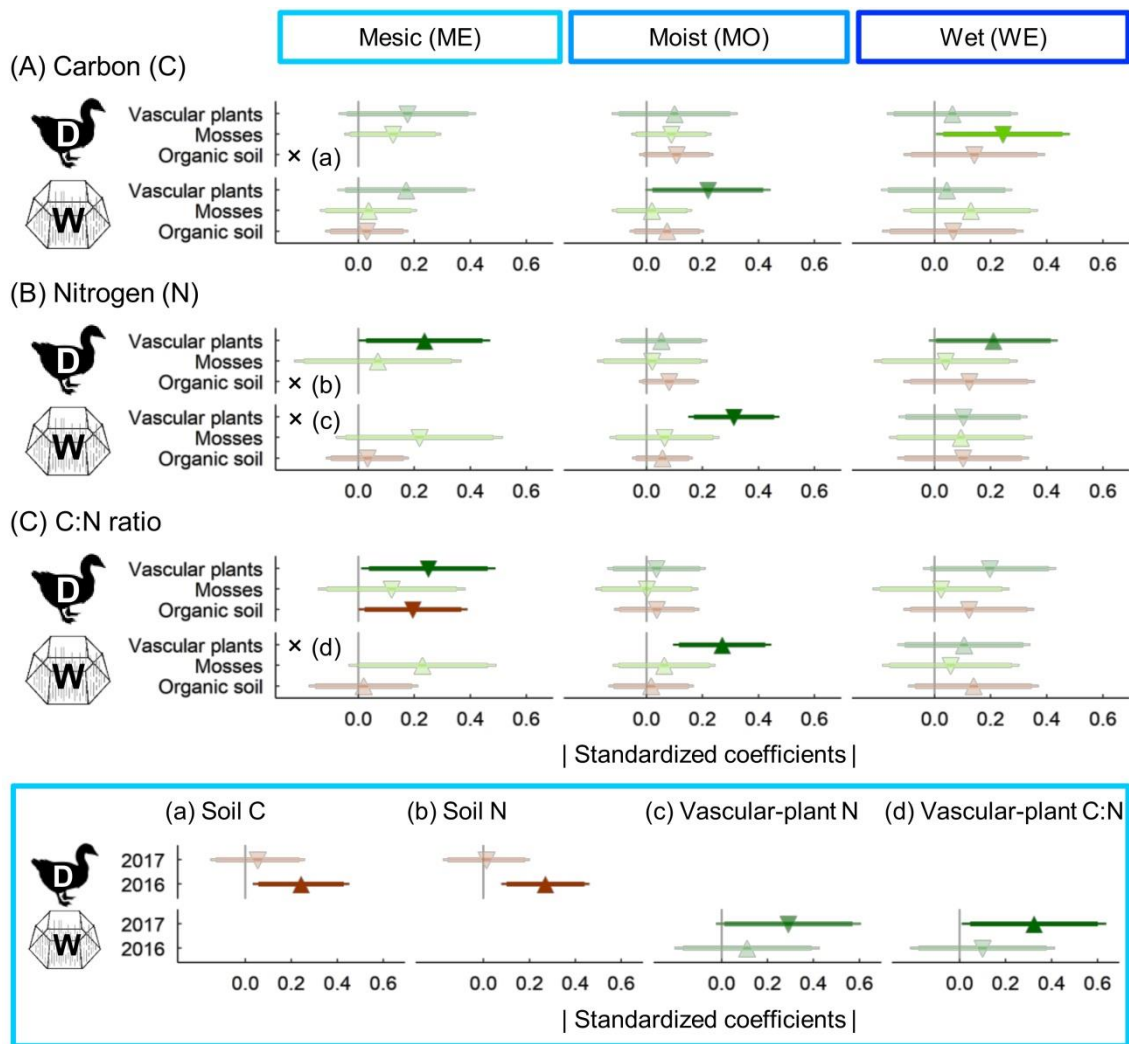 Mesic (ME) Moist (MO) Wet (WE)
(A) Carbon (C)
D
Vascular plants
Mosses
Organic soil × (a)
W
Vascular plants
Mosses
Organic soil
0.0 0.2 0.4 0.6 0.0 0.2 0.4 0.6 0.0 0.2 0.4 0.6
(B) Nitrogen (N)
D
Vascular plants
Mosses
Organic soil × (b)
W
Vascular plants × (c)
Mosses
Organic soil
0.0 0.2 0.4 0.6 0.0 0.2 0.4 0.6 0.0 0.2 0.4 0.6
(C) C:N ratio
D
Vascular plants
Mosses
Organic soil
W
Vascular plants × (d)
Mosses
Organic soil
0.0 0.2 0.4 0.6 0.0 0.2 0.4 0.6 0.0 0.2 0.4 0.6
| Standardized coefficients |
(a) Soil C (b) Soil N (c) Vascular-plant N (d) Vascular-plant C:N
D
2017
2016
W
2017
2016
0.0 0.2 0.4 0.6 0.0 0.2 0.4 0.6 0.0 0.2 0.4 0.6 0.0 0.2 0.4 0.6
| Standardized coefficients |